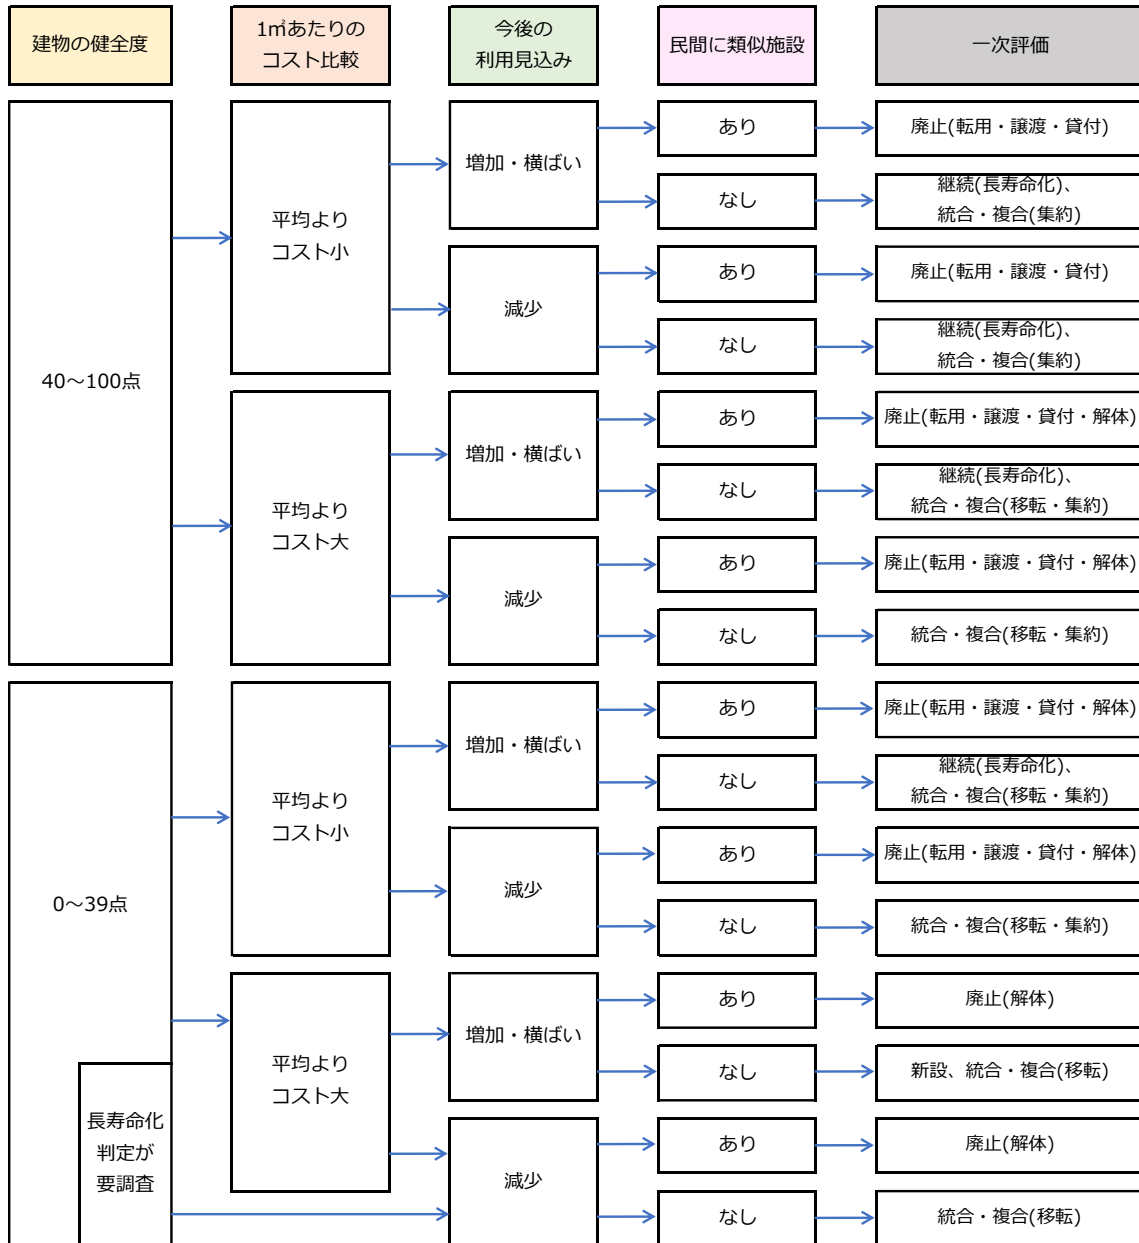 建物の健全度
1㎡あたりの
コスト比較
今後の
利用見込み
民間に類似施設
一次評価
40～100点
平均より
コスト小
増加・横ばい
あり
廃止(転用・譲渡・貸付)
なし
継続(長寿命化)、
統合・複合(集約)
減少
あり
廃止(転用・譲渡・貸付)
なし
継続(長寿命化)、
統合・複合(集約)
平均より
コスト大
増加・横ばい
あり
廃止(転用・譲渡・貸付・解体)
なし
継続(長寿命化)、
統合・複合(移転・集約)
減少
あり
廃止(転用・譲渡・貸付・解体)
なし
統合・複合(移転・集約)
0～39点
平均より
コスト小
増加・横ばい
あり
廃止(転用・譲渡・貸付・解体)
なし
継続(長寿命化)、
統合・複合(移転・集約)
減少
あり
廃止(転用・譲渡・貸付・解体)
なし
統合・複合(移転・集約)
平均より
コスト大
増加・横ばい
あり
廃止(解体)
なし
新設、統合・複合(移転)
長寿命化
判定が
要調査
減少
あり
廃止(解体)
なし
統合・複合(移転)